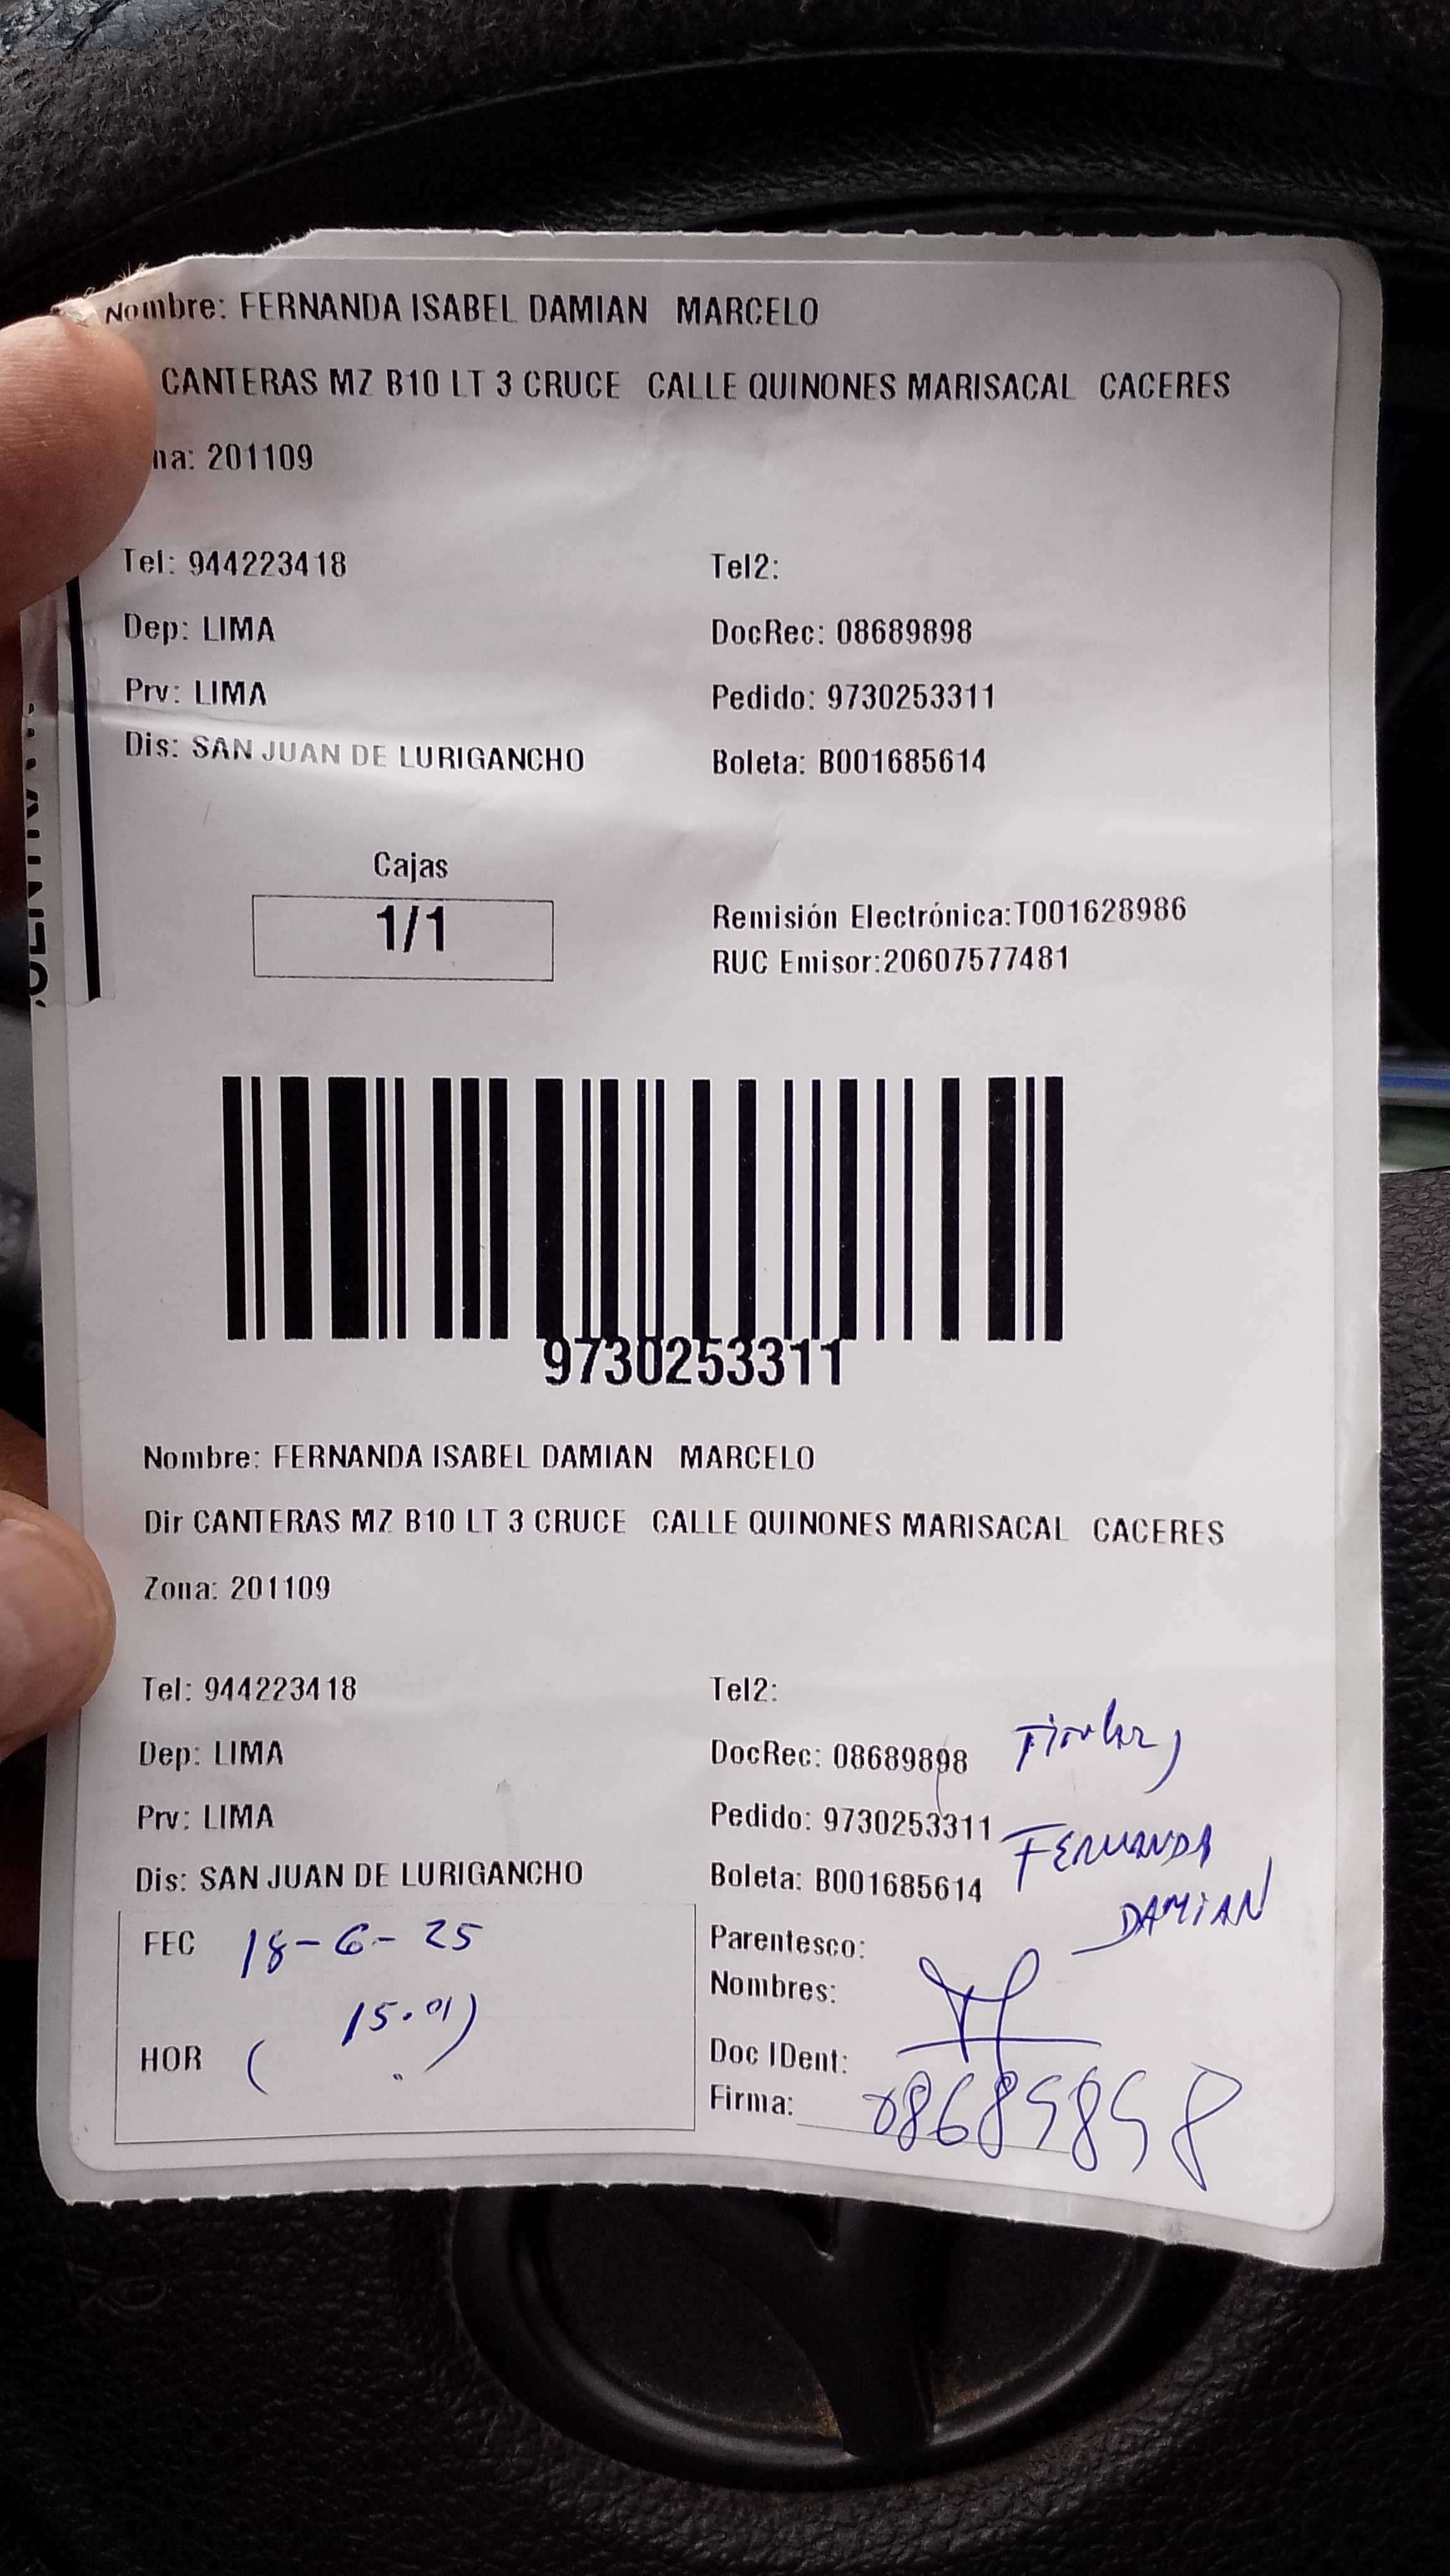 Nombre: FERNANDA ISABEL DAMIAN MARCELO
CANTERAS MZ B10 LT 3 CRUCE CALLE QUINONES MARISACAL CACERES
na: 201109
Tel: 944223418 Tel2:
Dep: LIMA DocRec: 08689898
Prv: LIMA Pedido: 9730253311
Dis: SAN JUAN DE LURIGANCHO Boleta: B001685614
Cajas
1/1
Remisión Electrónica:T001628986
RUC Emisor:20607577481
9730253311
Nombre: FERNANDA ISABEL DAMIAN MARCELO
Dir CANTERAS MZ B10 LT 3 CRUCE CALLE QUINONES MARISACAL CACERES
Zona: 201109
Tel: 944223418 Tel2:
Dep: LIMA DocRec: 08689898 Titular,
Prv: LIMA Pedido: 9730253311 FERNANDA
Dis: SAN JUAN DE LURIGANCHO Boleta: B001685614 DAMIAN
FEC 18-6-25 Parentesco:
Nombres:
HOR (15.01) Doc IDent:
Firma: 08689898